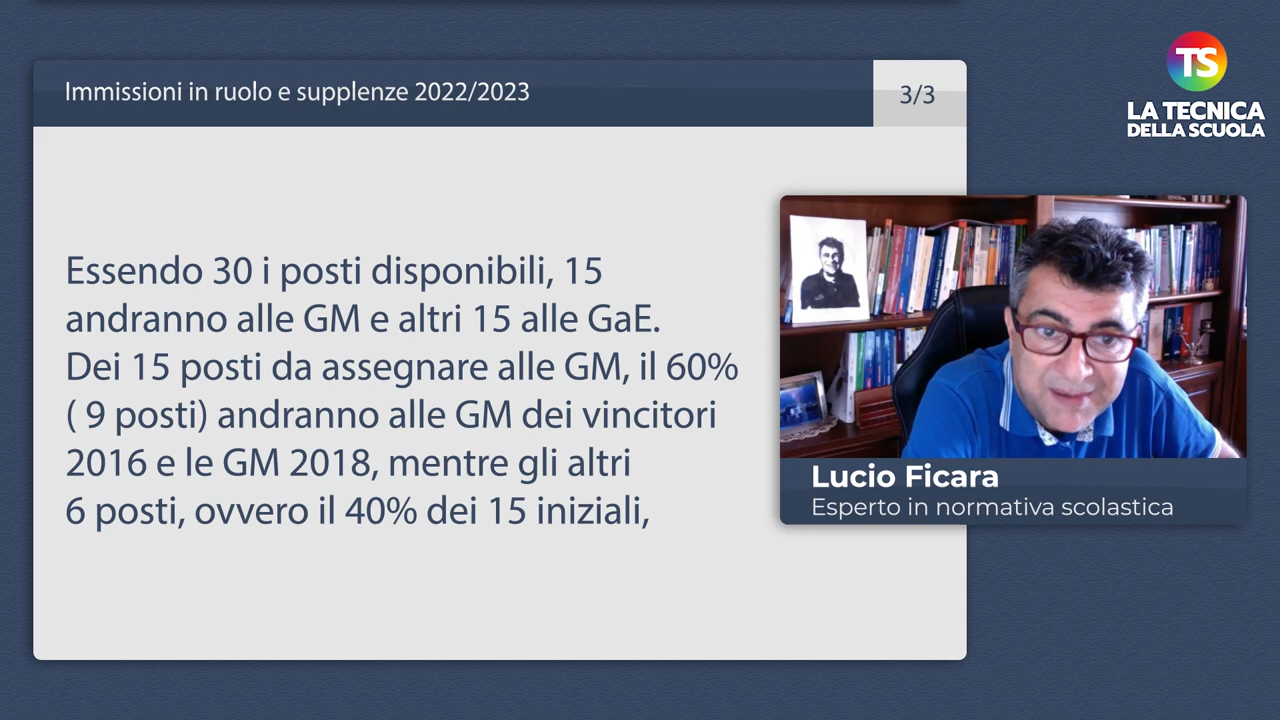 Immissioni in ruolo e supplenze 2022/2023
3/3
Essendo 30 i posti disponibili, 15
andranno alle GM e altri 15 alle GaE.
Dei 15 posti da assegnare alle GM, il 60%
( 9 posti) andranno alle GM dei vincitori
2016 e le GM 2018, mentre gli altri
6 posti, ovvero il 40% dei 15 iniziali,
TS
LA TECNICA
DELLA SCUOLA
Lucio Ficara
Esperto in normativa scolastica